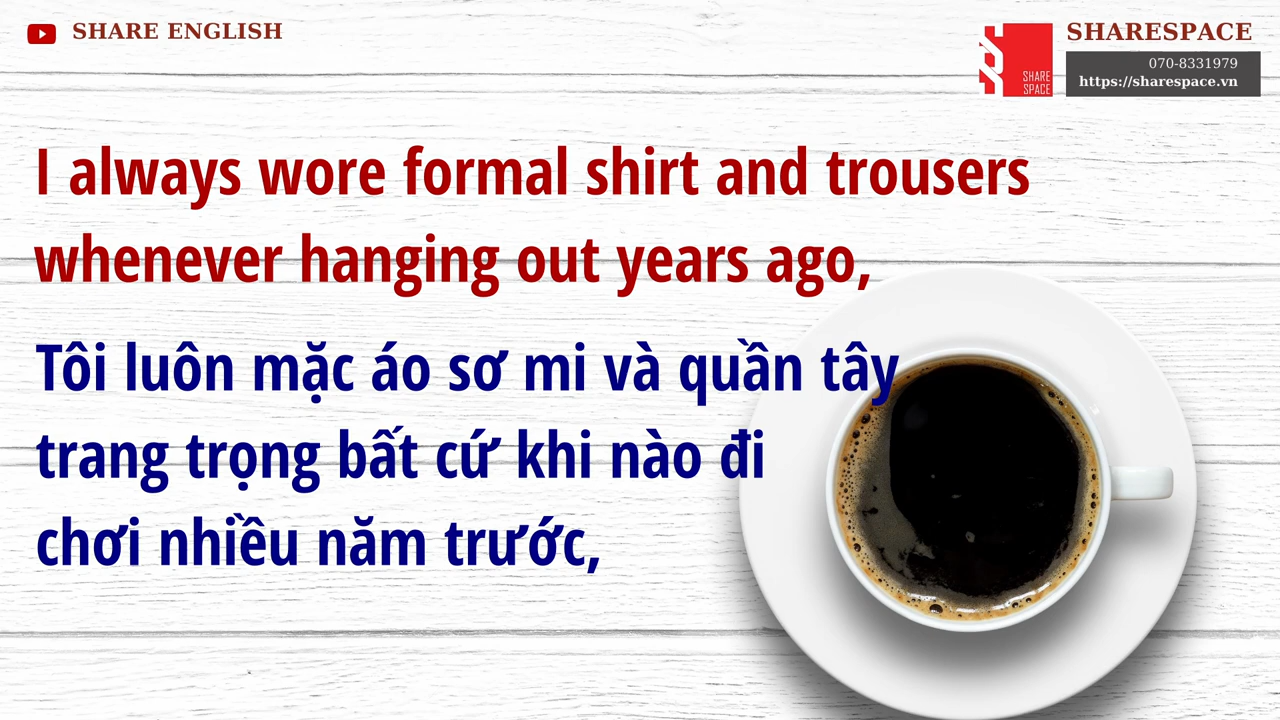 SHARE ENGLISH
SHARE
SPACE
SHARESPACE
070-8331979
https://sharespace.vn
I always wore formal shirt and trousers
whenever hanging out years ago,
Tôi luôn mặc áo sơ mi và quần tây
trang trọng bất cứ khi nào đi
chơi nhiều năm trước,